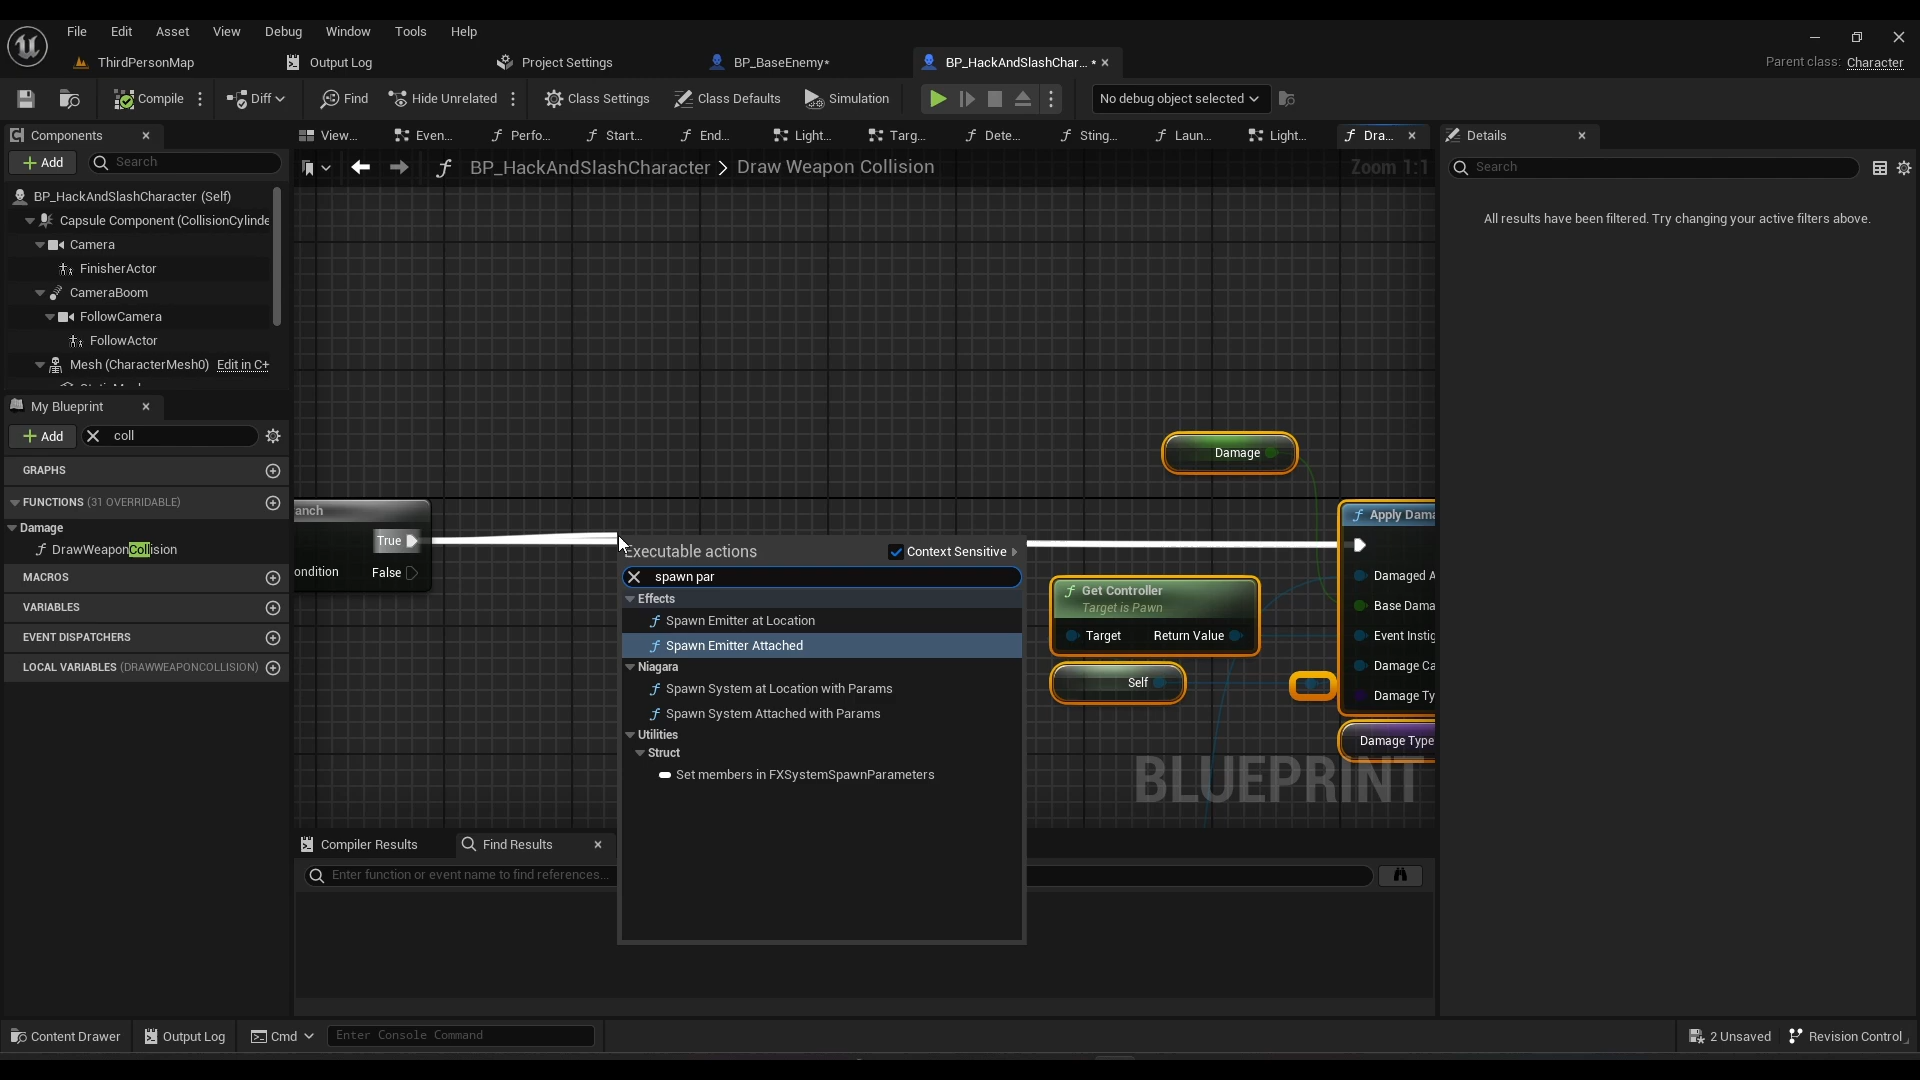 File Edit Asset View Debug Window Tools Help
ThirdPersonMap Output Log Project Settings BP_BaseEnemy* BP_HackAndSlashChar... * Parent class: Character
Compile Diff Find Hide Unrelated Class Settings Class Defaults Simulation No debug object selected
Components View... Even... Perfo... Start... End... Light... Targ... Dete... Sting... Laun... Light... Dra... Details
Add Search
BP_HackAndSlashCharacter > Draw Weapon Collision Zoom 1:1
Search
BP_HackAndSlashCharacter (Self)
Capsule Component (CollisionCylinde
Camera
FinisherActor
CameraBoom
FollowCamera
FollowActor
Mesh (CharacterMesh0) Edit in C+
All results have been filtered. Try changing your active filters above.
My Blueprint
Add coll
GRAPHS
FUNCTIONS (31 OVERRIDABLE)
Damage
DrawWeaponCollision
MACROS
VARIABLES
EVENT DISPATCHERS
LOCAL VARIABLES (DRAWWEAPONCOLLISION)
anch
True
ondition False
Executable actions Context Sensitive
spawn par
Effects
Spawn Emitter at Location
Spawn Emitter Attached
Niagara
Spawn System at Location with Params
Spawn System Attached with Params
Utilities
Struct
Set members in FXSystemSpawnParameters
Damage
Get Controller
Target is Pawn
Target Return Value
Self
Apply Dama
Damaged A
Base Dama
Event Instig
Damage Ca
Damage Ty
Damage Type
BLUEPRINT
Compiler Results Find Results
Enter function or event name to find references...
Content Drawer Output Log Cmd Enter Console Command 2 Unsaved Revision Control